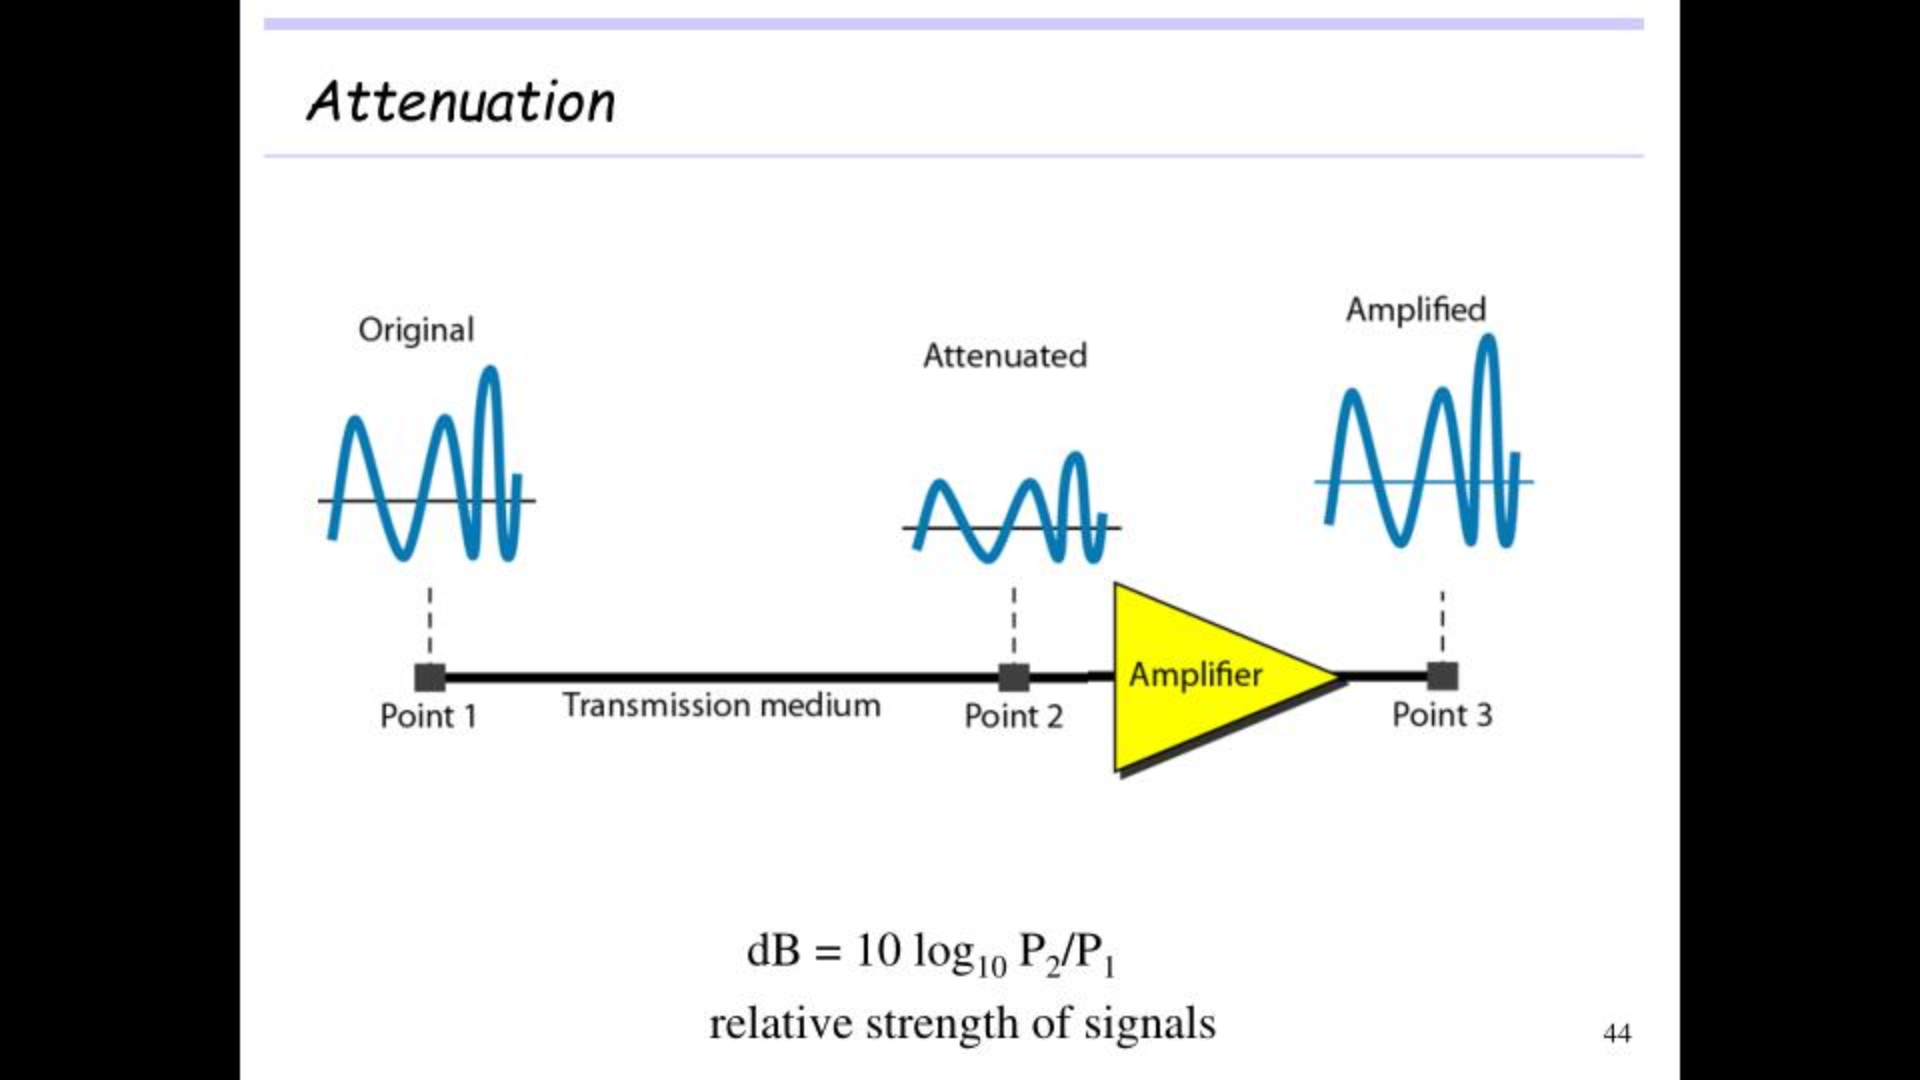 Attenuation
Original
Attenuated
Amplified
Amplifier
Point 1
Transmission medium
Point 2
Point 3
dB = 10 log₁₀ P₂/P₁
relative strength of signals
44